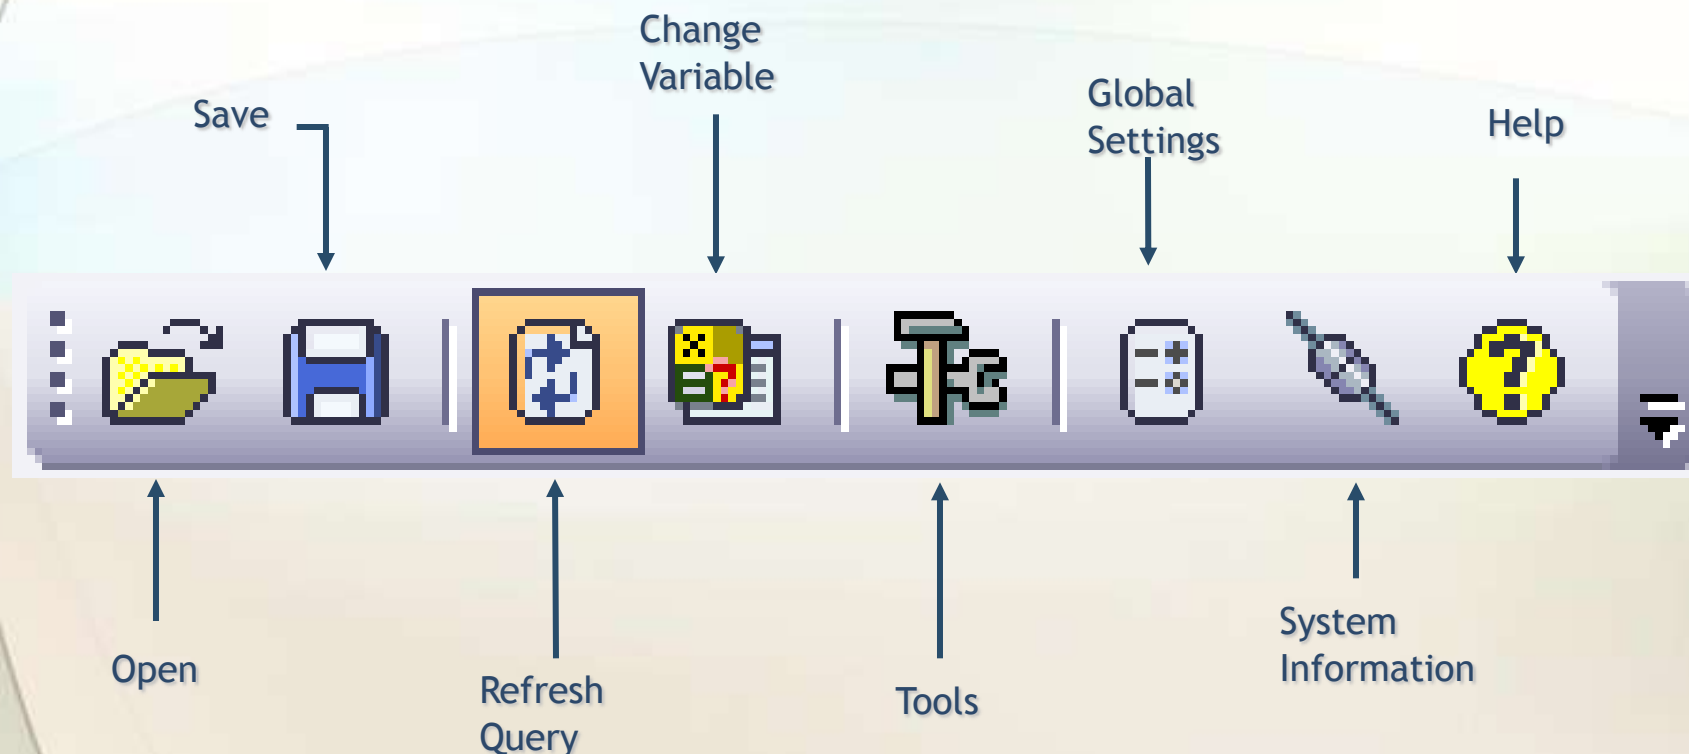 Change
Variable
Save
Global
Settings
Help
Open
Refresh
Query
Tools
System
Information